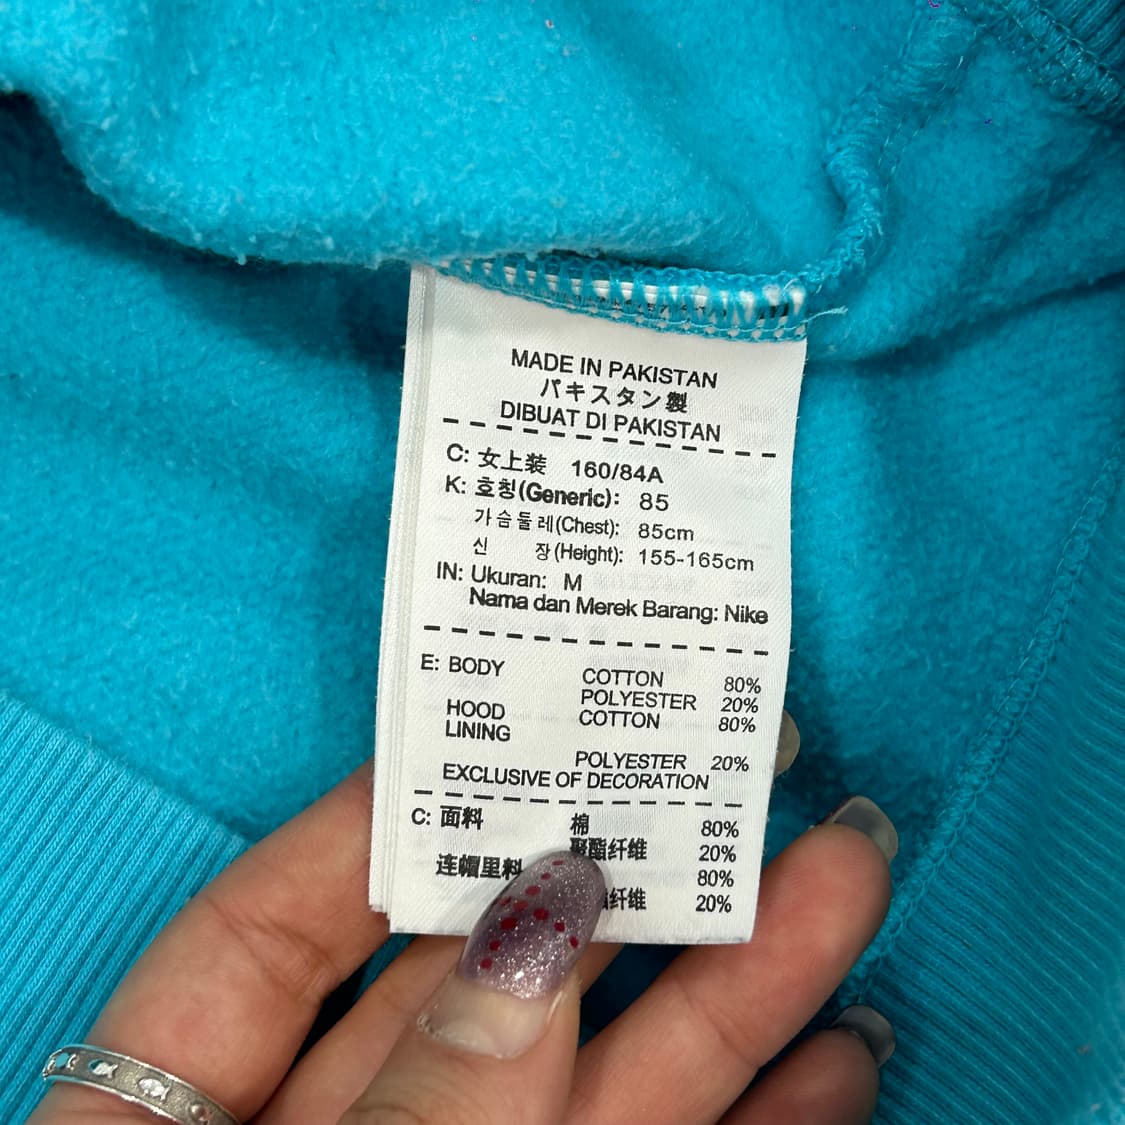 MADE IN PAKISTAN
パキスタン製
DIBUAT DI PAKISTAN
C: 女上装 160/84A
K: 호칭(Generic): 85
가슴둘레(Chest): 85cm
신 장(Height): 155-165cm
IN: Ukuran: M
Nama dan Merek Barang: Nike
E: BODY COTTON 80%
POLYESTER 20%
HOOD COTTON 80%
LINING
POLYESTER 20%
EXCLUSIVE OF DECORATION
C: 面料 棉 80%
聚酯纤维 20%
连帽里料 80%
纤维 20%